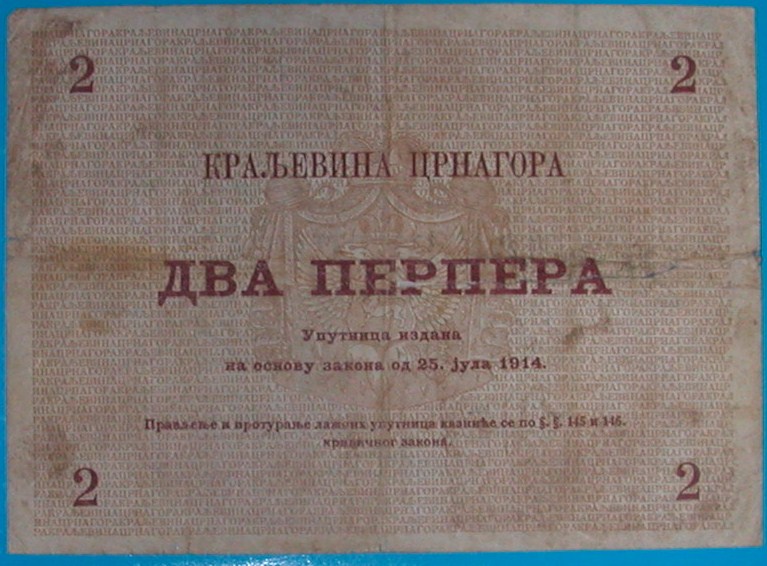 2 2
КРАЉЕВИНА ЦРНАГОРА
ДВА ПЕРПЕРА
Упутница издана
на основу закона од 25. јула 1914.
Прављење и протурање лажних упутница казниће се по §. §. 145 и 146.
кривичног закона.
2 2